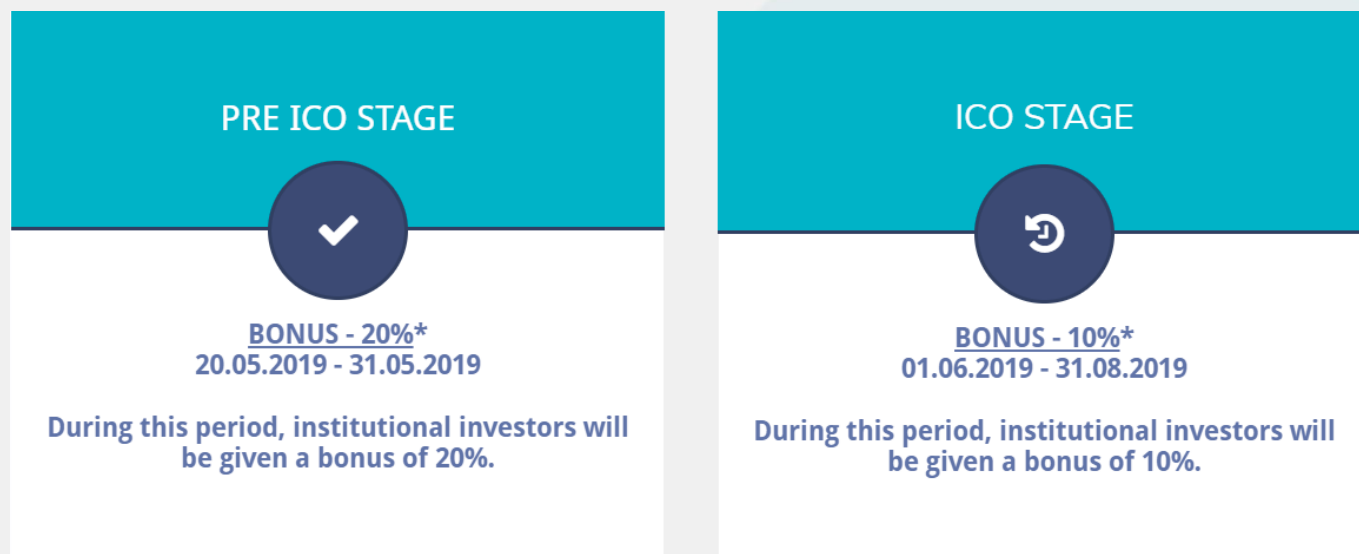 PRE ICO STAGE
BONUS - 20%*
20.05.2019 - 31.05.2019
During this period, institutional investors will
be given a bonus of 20%.
ICO STAGE
BONUS - 10%*
01.06.2019 - 31.08.2019
During this period, institutional investors will
be given a bonus of 10%.